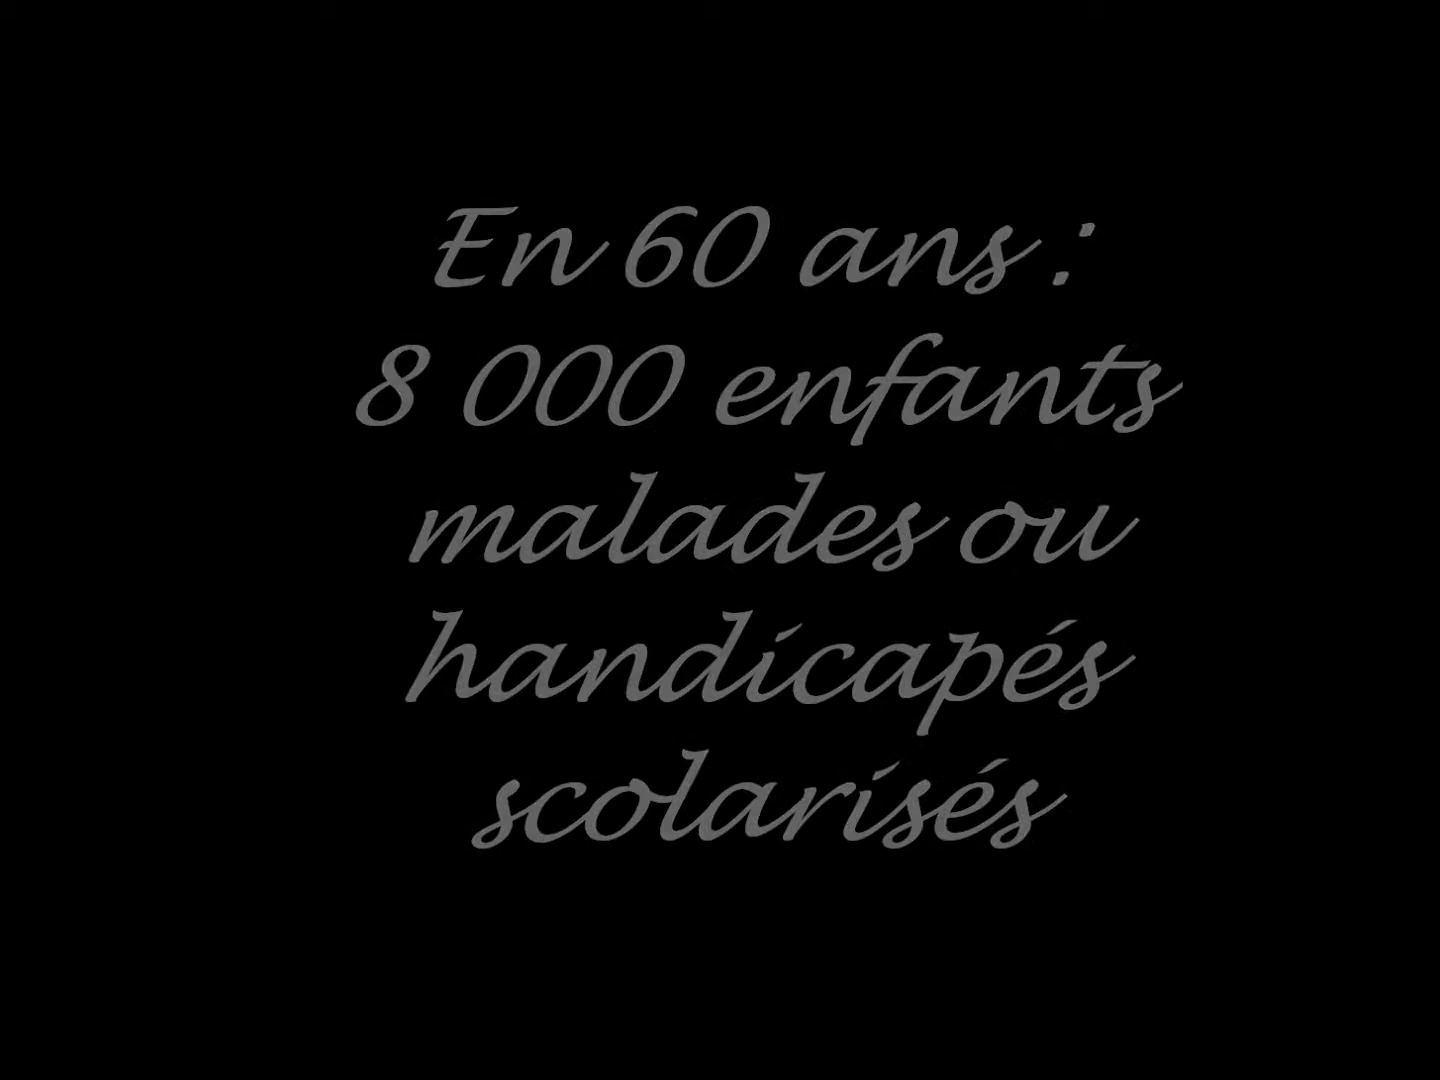 En 60 ans :
8 000 enfants
malades ou
handicapés
scolarisés